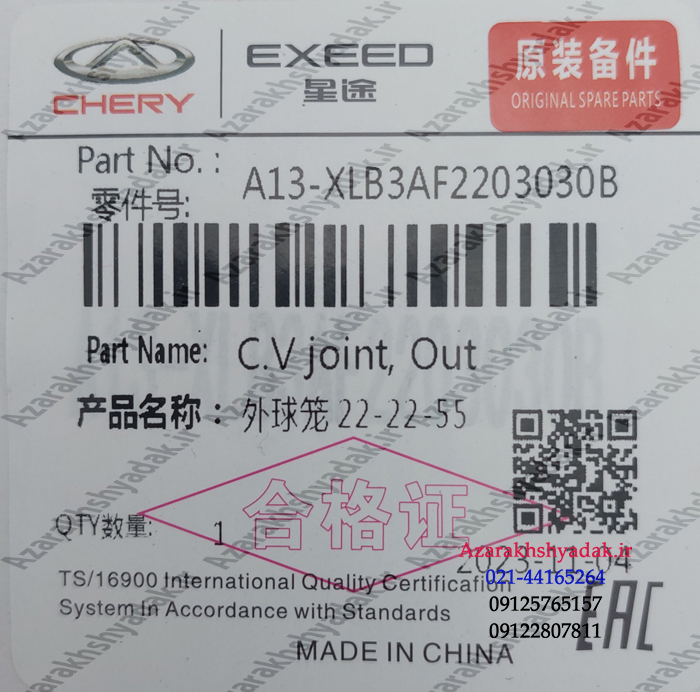 CHERY
EXEED
星途
原装备件
ORIGINAL SPARE PARTS
Part No. :
零件号:
A13-XLB3AF2203030B
Part Name: C.V joint, Out
产品名称： 外球笼 22-22-55
合格证
QTY数量: 1
Azarakhshyadak.ir
2023-11-04
021-44165264
TS/16900 International Quality Certification
09125765157
System In Accordance with Standards
09122807811
EAC
MADE IN CHINA